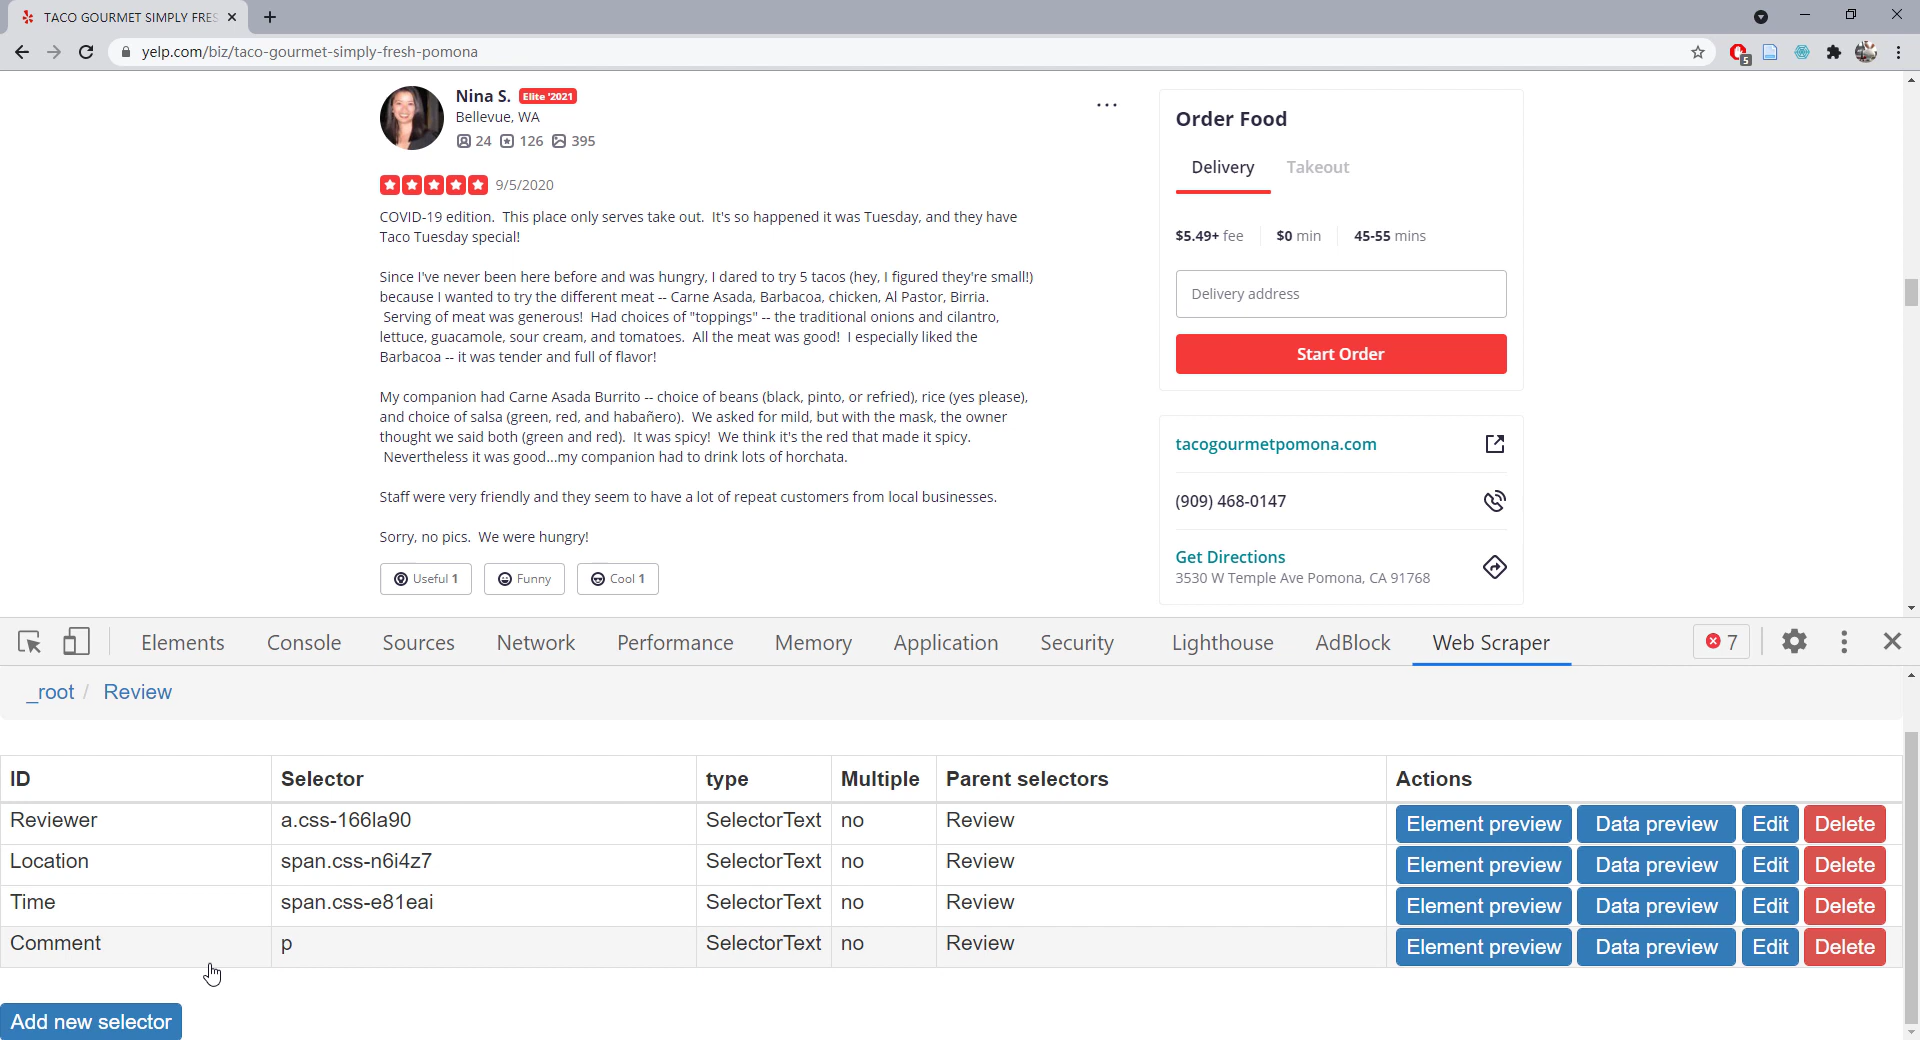 TACO GOURMET SIMPLY FRES
yelp.com/biz/taco-gourmet-simply-fresh-pomona
5
Nina S. Elite '2021
Bellevue, WA
24 126 395
9/5/2020
COVID-19 edition. This place only serves take out. It's so happened it was Tuesday, and they have
Taco Tuesday special!
Since I've never been here before and was hungry, I dared to try 5 tacos (hey, I figured they're small!)
because I wanted to try the different meat -- Carne Asada, Barbacoa, chicken, Al Pastor, Birria.
Serving of meat was generous! Had choices of "toppings" -- the traditional onions and cilantro,
lettuce, guacamole, sour cream, and tomatoes. All the meat was good! I especially liked the
Barbacoa -- it was tender and full of flavor!
My companion had Carne Asada Burrito -- choice of beans (black, pinto, or refried), rice (yes please),
and choice of salsa (green, red, and habañero). We asked for mild, but with the mask, the owner
thought we said both (green and red). It was spicy! We think it's the red that made it spicy.
Nevertheless it was good...my companion had to drink lots of horchata.
Staff were very friendly and they seem to have a lot of repeat customers from local businesses.
Sorry, no pics. We were hungry!
Useful 1 Funny Cool 1
Order Food
Delivery Takeout
$5.49+ fee $0 min 45-55 mins
Delivery address
Start Order
tacogourmetpomona.com
(909) 468-0147
Get Directions
3530 W Temple Ave Pomona, CA 91768
Elements Console Sources Network Performance Memory Application Security Lighthouse AdBlock Web Scraper 7
_root / Review
ID Selector type Multiple Parent selectors Actions
Reviewer a.css-166la90 SelectorText no Review Element preview Data preview Edit Delete
Location span.css-n6i4z7 SelectorText no Review Element preview Data preview Edit Delete
Time span.css-e81eai SelectorText no Review Element preview Data preview Edit Delete
Comment p SelectorText no Review Element preview Data preview Edit Delete
Add new selector